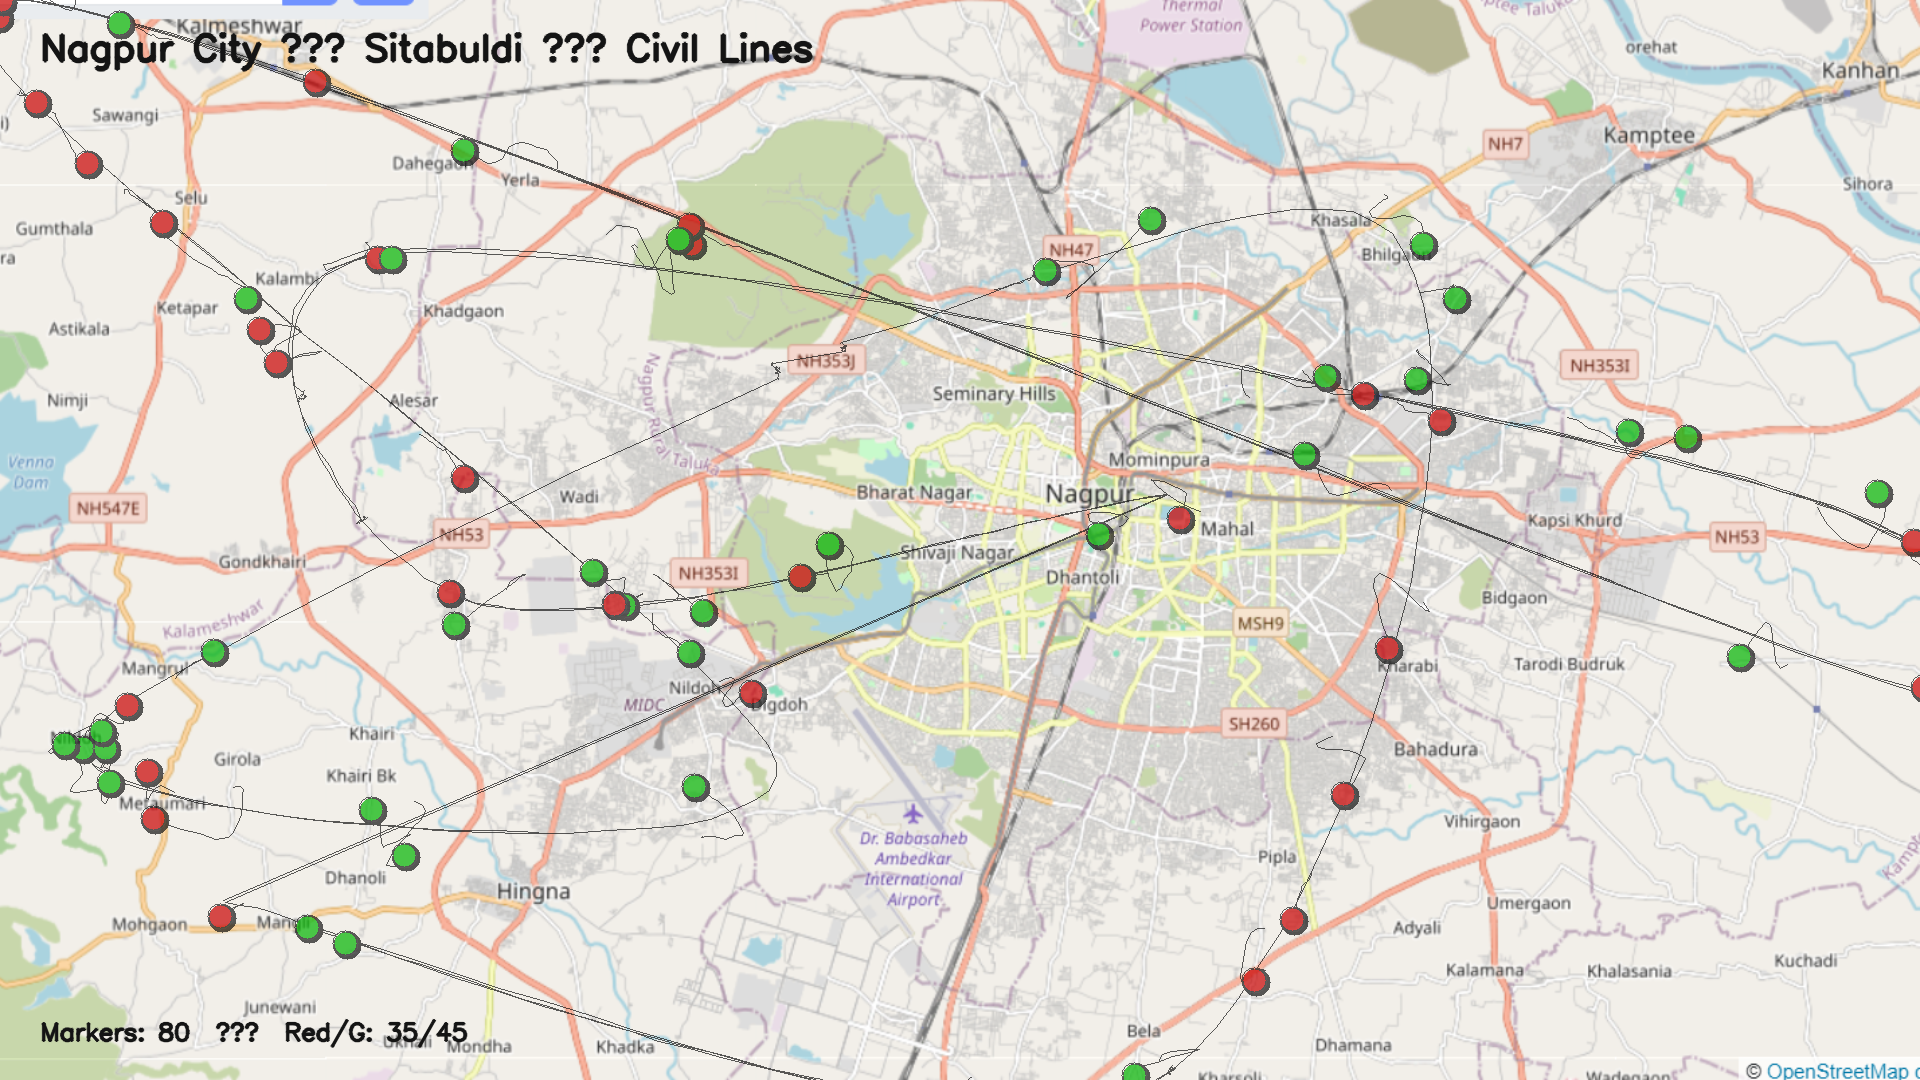 Kalmeshwar
Nagpur City ??? Sitabuldi ??? Civil Lines
Thermal
Power Station
orehat
Kanhan
Sawangi
Kamptee
NH7
Dahegaon
Yerla
Selu
Sihora
Gumthala
Khasala
NH47
Bhilgaon
Kalambi
Ketapar
Khadgaon
Astikala
NH353J
NH353I
Seminary Hills
Nimji
Alesar
Nagpur Rural Taluka
Mominpura
Venna
Dam
Wadi
Bharat Nagar
Nagpur
NH547E
NH53
Mahal
Kapsi Khurd
NH53
Gondkhairi
Shivaji Nagar
NH353I
Dhantoli
Bidgaon
Kalameshwar
MSH9
Mangrul
Kharabi
Tarodi Budruk
Nildoh
MIDC
Digdoh
SH260
Khairi
Bahadura
Girola
Khairi Bk
Metaumari
Vihirgaon
Dr. Babasaheb
Ambedkar
International
Airport
Pipla
Dhanoli
Hingna
Umergaon
Mohgaon
Adyali
Kuchadi
Kalamana
Khalasania
Junewani
Markers: 80 ??? Red/G: 35/45
Bela
Mondha
Khadka
Dhamana
Kharsoli
Wadegaon
© OpenStreetMap c